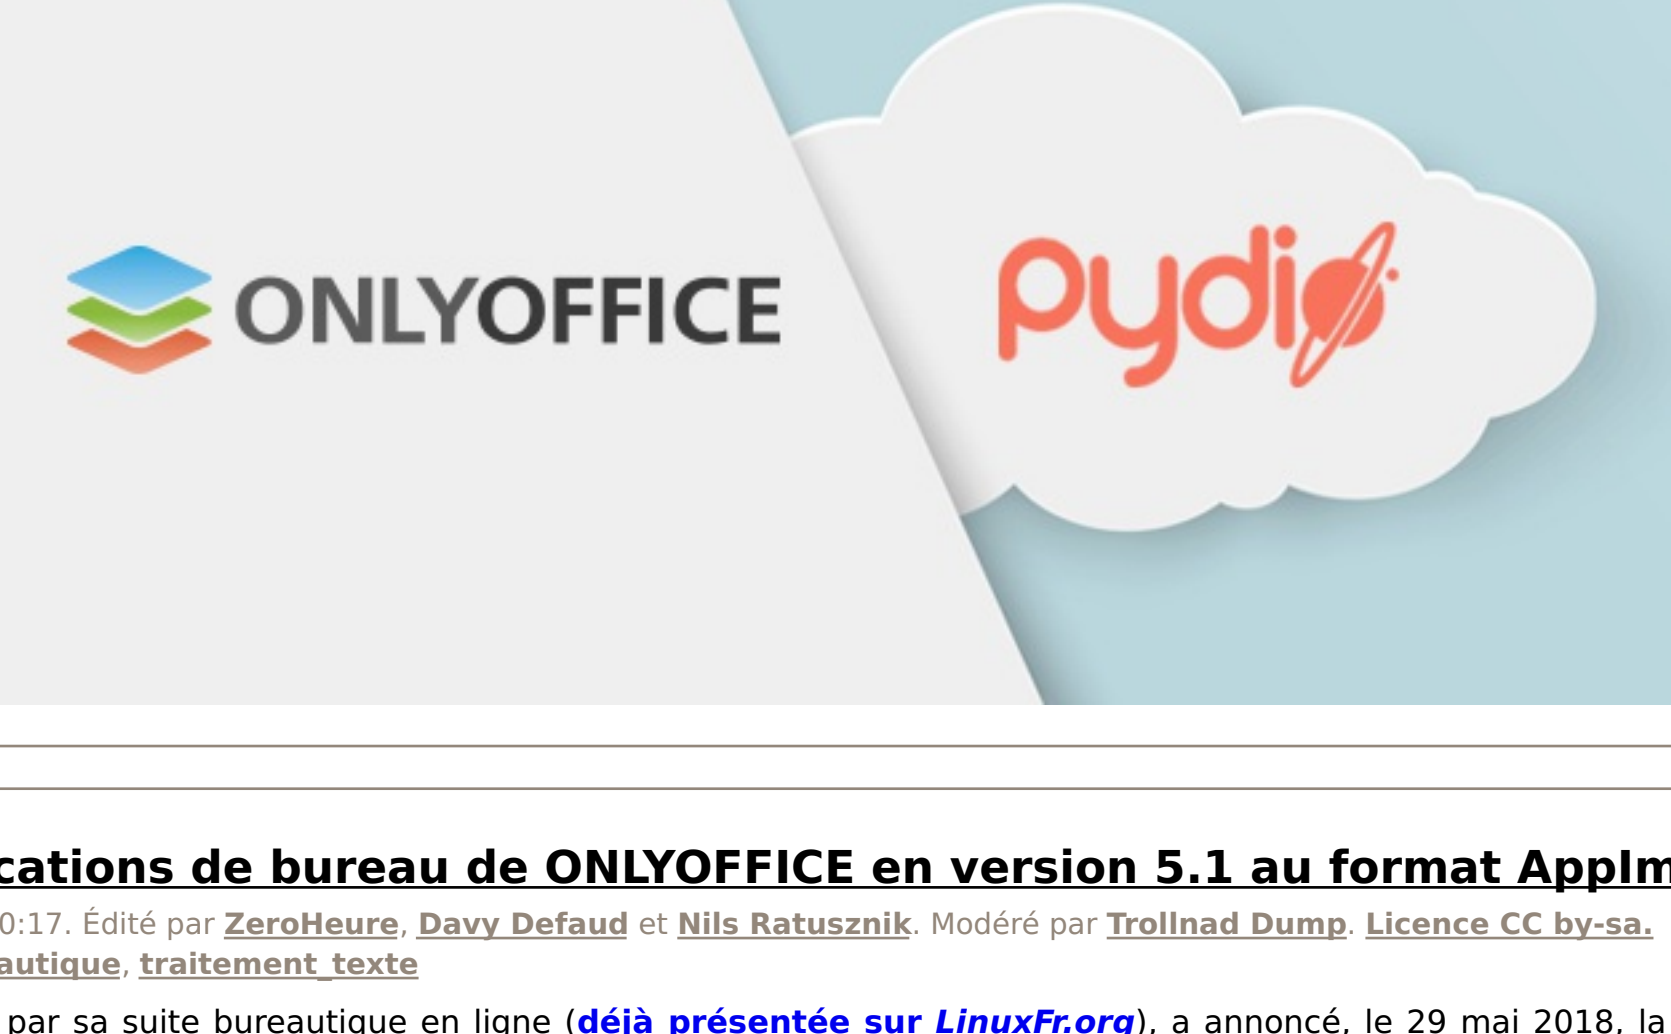 ONLYOFFICE
pydio
cations de bureau de ONLYOFFICE en version 5.1 au format AppIm
0:17. Édité par ZeroHeure, Davy Defaud et Nils Ratusznik. Modéré par Trollnad Dump. Licence CC by-sa.
autique, traitement_texte
par sa suite bureautique en ligne (déjà présentée sur LinuxFr.org), a annoncé, le 29 mai 2018, la